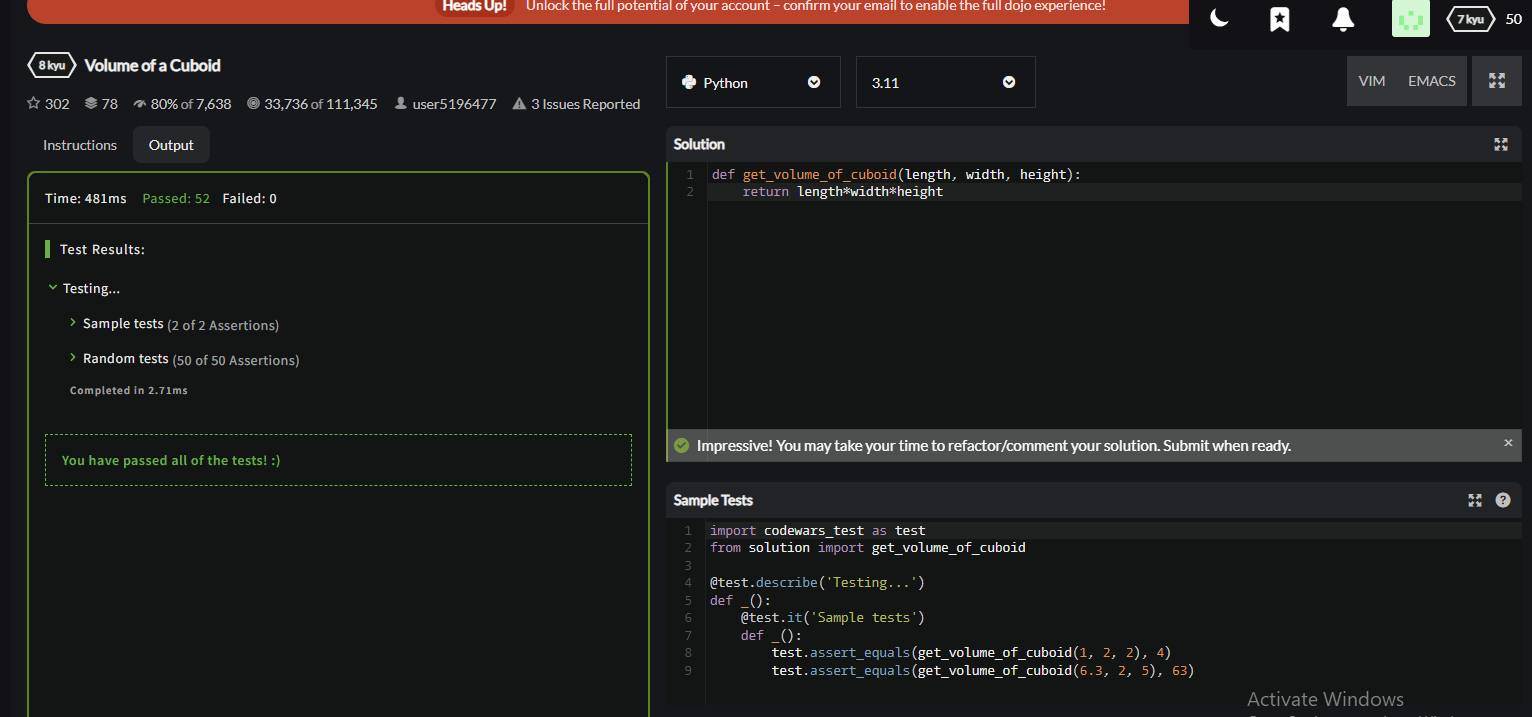 Heads Up! Unlock the full potential of your account – confirm your email to enable the full dojo experience!
7 kyu 50
8 kyu Volume of a Cuboid
302 78 80% of 7,638 33,736 of 111,345 user5196477 3 Issues Reported
Instructions Output
Time: 481ms Passed: 52 Failed: 0
Test Results:
Testing...
Sample tests (2 of 2 Assertions)
Random tests (50 of 50 Assertions)
Completed in 2.71ms
You have passed all of the tests! :)
Python 3.11 VIM EMACS
Solution
1 def get_volume_of_cuboid(length, width, height):
2 return length*width*height
Impressive! You may take your time to refactor/comment your solution. Submit when ready. ×
Sample Tests ?
1 import codewars_test as test
2 from solution import get_volume_of_cuboid
3
4 @test.describe('Testing...')
5 def _():
6 @test.it('Sample tests')
7 def _():
8 test.assert_equals(get_volume_of_cuboid(1, 2, 2), 4)
9 test.assert_equals(get_volume_of_cuboid(6.3, 2, 5), 63)
Activate Windows